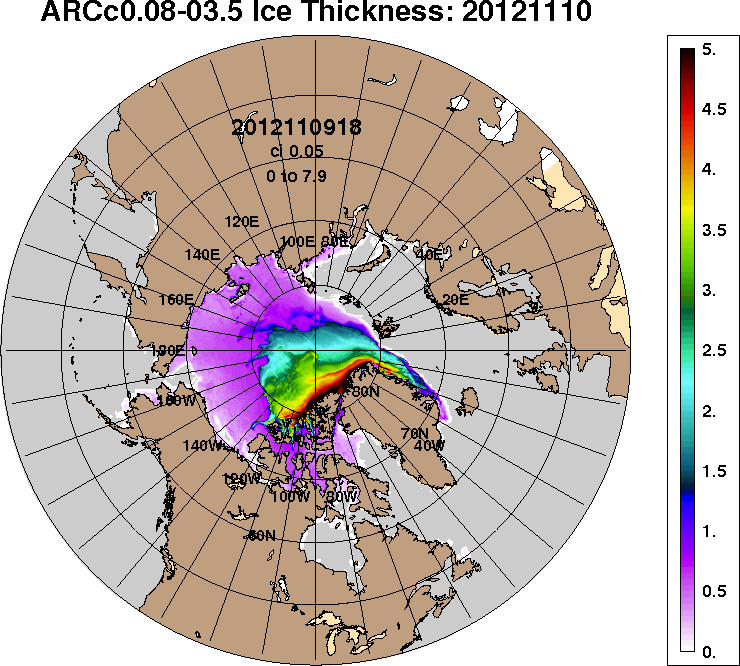 ARCc0.08-03.5 Ice Thickness: 20121110
2012110918
ci 0.05
0 to 7.9
120E
100E
80E
140E
40E
160E
20E
180E
160W
80N
140W
70N
40W
120W
100W
80W
60N
5.
4.5
4.
3.5
3.
2.5
2.
1.5
1.
0.5
0.